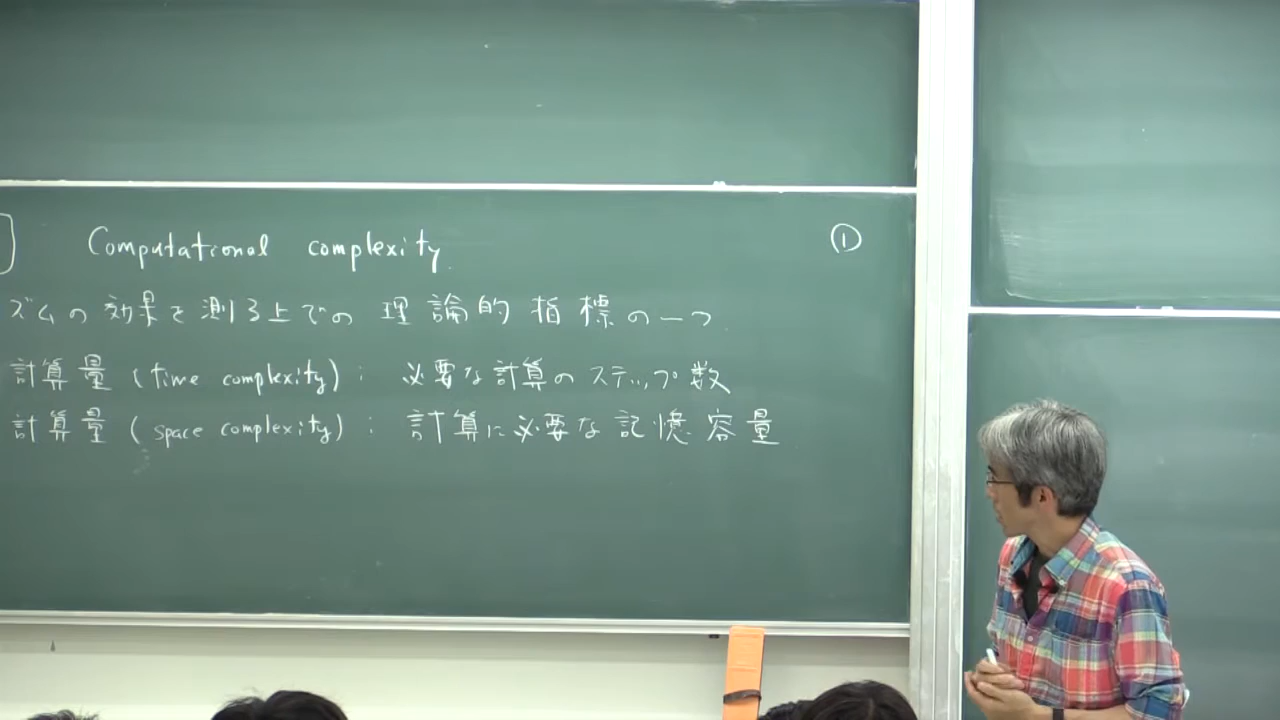 Computational complexity ①
ズムの効果を測る上での理論的指標の一つ
計算量 (time complexity) : 必要な計算のステップ数
計算量 (space complexity) : 計算に必要な記憶容量